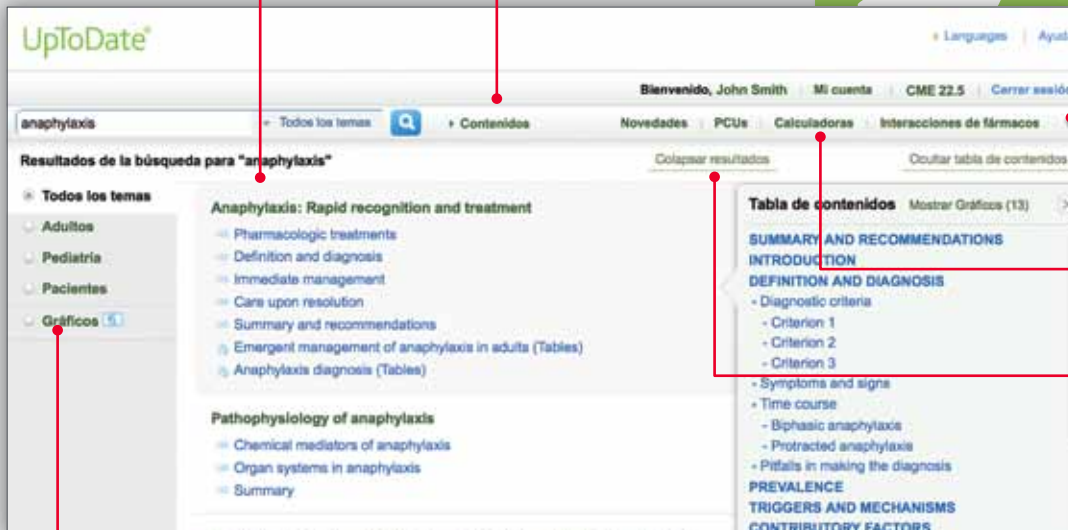 UpToDate®
Languages | Ayuda
Bienvenido, John Smith | Mi cuenta | CME 22.5 | Cerrar sesión
anaphylaxis Todos los temas Contenidos Novedades | PCUs | Calculadoras | Interacciones de fármacos
Resultados de la búsqueda para "anaphylaxis" Colapsar resultados Ocultar tabla de contenidos
Todos los temas
Adultos
Pediatría
Pacientes
Gráficos 5
Anaphylaxis: Rapid recognition and treatment
Pharmacologic treatments
Definition and diagnosis
Immediate management
Care upon resolution
Summary and recommendations
Emergent management of anaphylaxis in adults (Tables)
Anaphylaxis diagnosis (Tables)
Pathophysiology of anaphylaxis
Chemical mediators of anaphylaxis
Organ systems in anaphylaxis
Summary
Tabla de contenidos Mostrar Gráficos (13)
SUMMARY AND RECOMMENDATIONS
INTRODUCTION
DEFINITION AND DIAGNOSIS
- Diagnostic criteria
- Criterion 1
- Criterion 2
- Criterion 3
- Symptoms and signs
- Time course
- Biphasic anaphylaxis
- Protracted anaphylaxis
- Pitfalls in making the diagnosis
PREVALENCE
TRIGGERS AND MECHANISMS
CONTRIBUTORY FACTORS